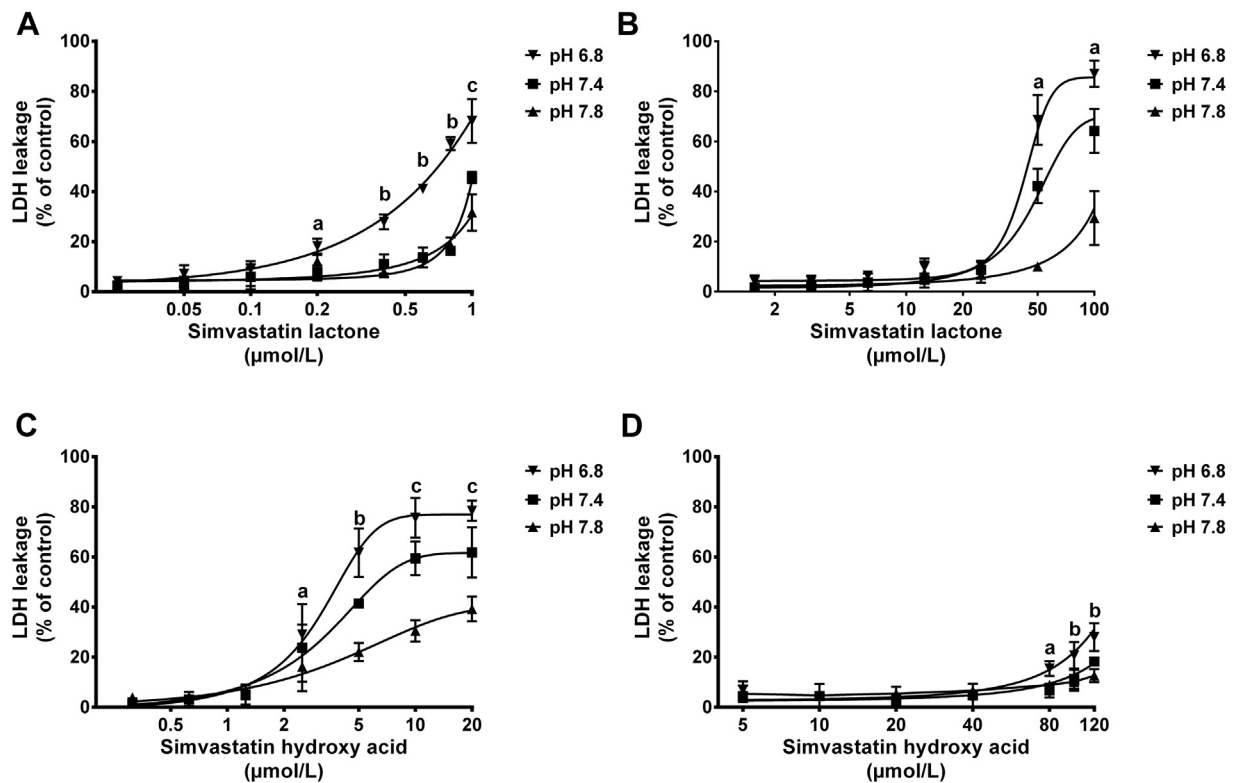 A
100
80
60
40
20
0
LDH leakage
(% of control)
a
b
b
b
c
0.05 0.1 0.2 0.5 1
Simvastatin lactone
(µmol/L)
pH 6.8
pH 7.4
pH 7.8
B
100
80
60
40
20
0
LDH leakage
(% of control)
a
a
2 5 10 20 50 100
Simvastatin lactone
(µmol/L)
pH 6.8
pH 7.4
pH 7.8
C
100
80
60
40
20
0
LDH leakage
(% of control)
a
b
c
c
0.5 1 2 5 10 20
Simvastatin hydroxy acid
(µmol/L)
pH 6.8
pH 7.4
pH 7.8
D
100
80
60
40
20
0
LDH leakage
(% of control)
a
b
b
5 10 20 40 80 120
Simvastatin hydroxy acid
(µmol/L)
pH 6.8
pH 7.4
pH 7.8